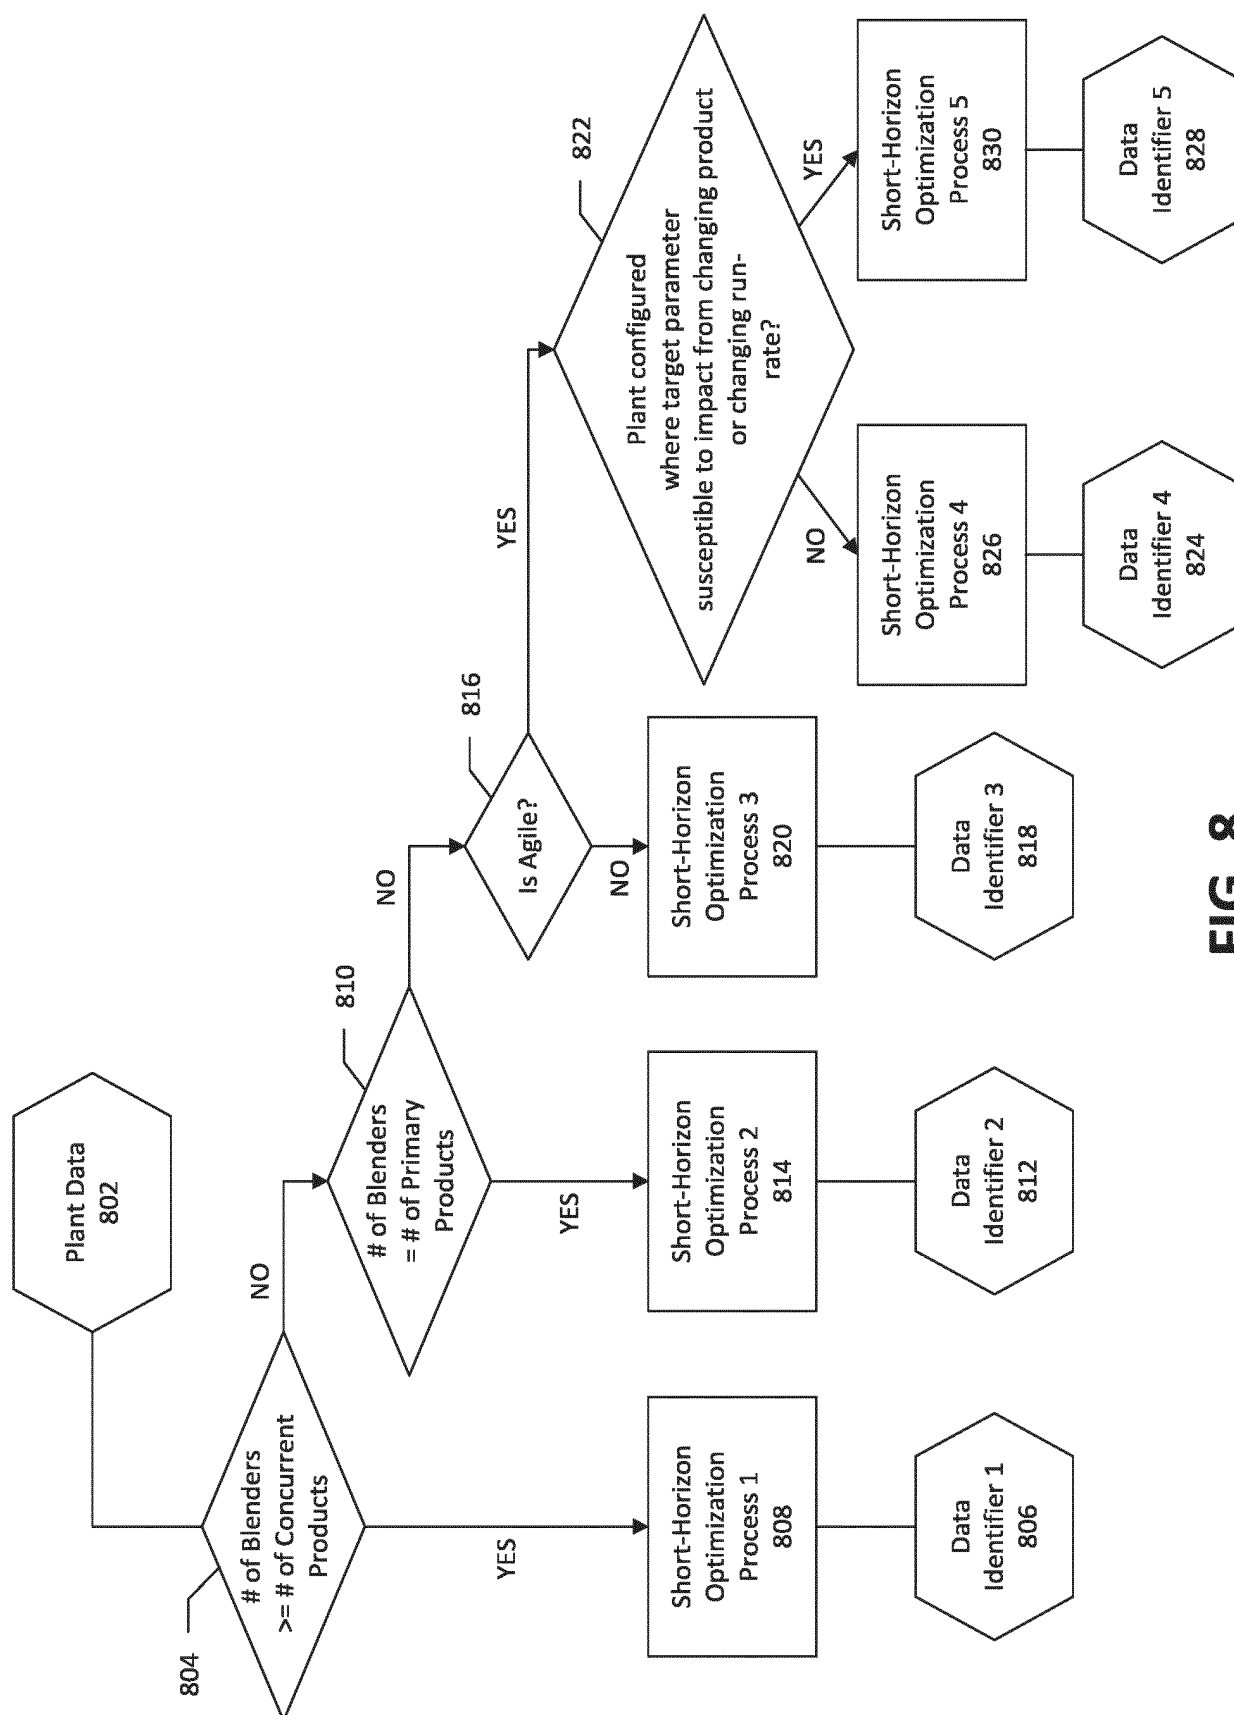 Plant Data
802
804
# of Blenders
>= # of Concurrent
Products
NO
YES
Short-Horizon
Optimization
Process 1
808
Data
Identifier 1
806
810
# of Blenders
= # of Primary
Products
NO
YES
Short-Horizon
Optimization
Process 2
814
Data
Identifier 2
812
816
Is Agile?
YES
NO
Short-Horizon
Optimization
Process 3
820
Data
Identifier 3
818
822
Plant configured
where target parameter
susceptible to impact from changing product
or changing run-
rate?
NO
YES
Short-Horizon
Optimization
Process 4
826
Data
Identifier 4
824
Short-Horizon
Optimization
Process 5
830
Data
Identifier 5
828
FIG. 8